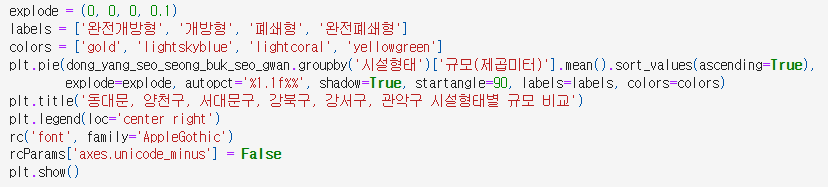 explode = (0, 0, 0, 0.1)
labels = ['완전개방형', '개방형', '폐쇄형', '완전폐쇄형']
colors = ['gold', 'lightskyblue', 'lightcoral', 'yellowgreen']
plt.pie(dong_yang_seo_seong_buk_seo_gwan.groupby('시설형태')['규모(제곱미터)'].mean().sort_values(ascending=True),
        explode=explode, autopct='%1.1f%%', shadow=True, startangle=90, labels=labels, colors=colors)
plt.title('동대문, 양천구, 서대문구, 강북구, 강서구, 관악구 시설형태별 규모 비교')
plt.legend(loc='center right')
rc('font', family='AppleGothic')
rcParams['axes.unicode_minus'] = False
plt.show()